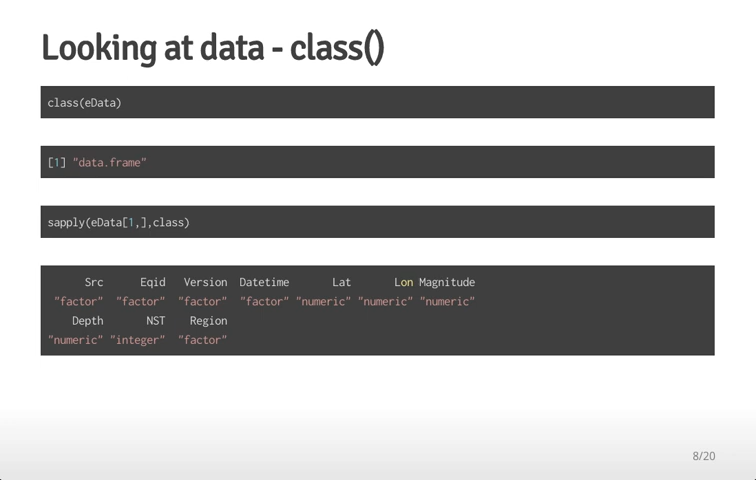 Looking at data - class()
class(eData)
[1] "data.frame"
sapply(eData[1,],class)
Src Eqid Version Datetime Lat Lon Magnitude
"factor" "factor" "factor" "factor" "numeric" "numeric" "numeric"
Depth NST Region
"numeric" "integer" "factor"
8/20